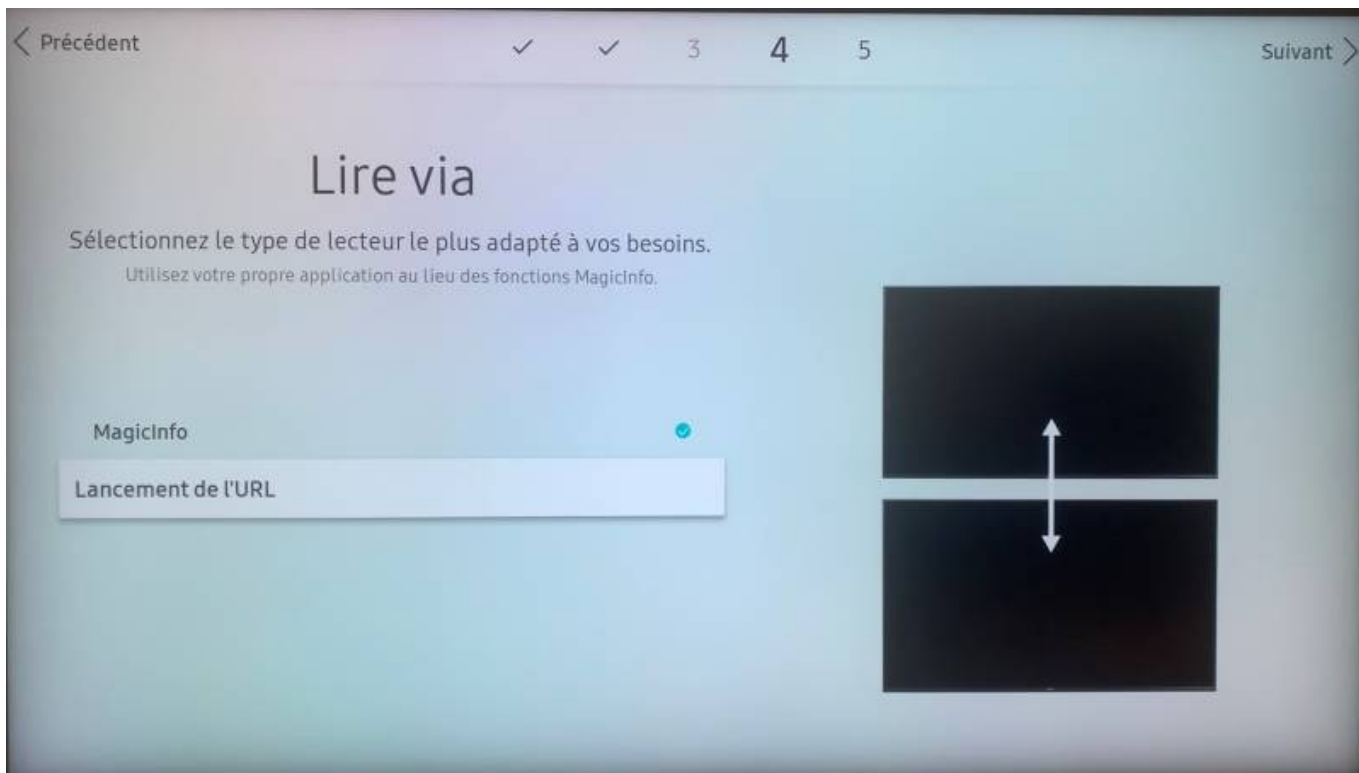 Précédent
✓ ✓ 3 4 5
Suivant
Lire via
Sélectionnez le type de lecteur le plus adapté à vos besoins.
Utilisez votre propre application au lieu des fonctions MagicInfo.
MagicInfo
Lancement de l'URL